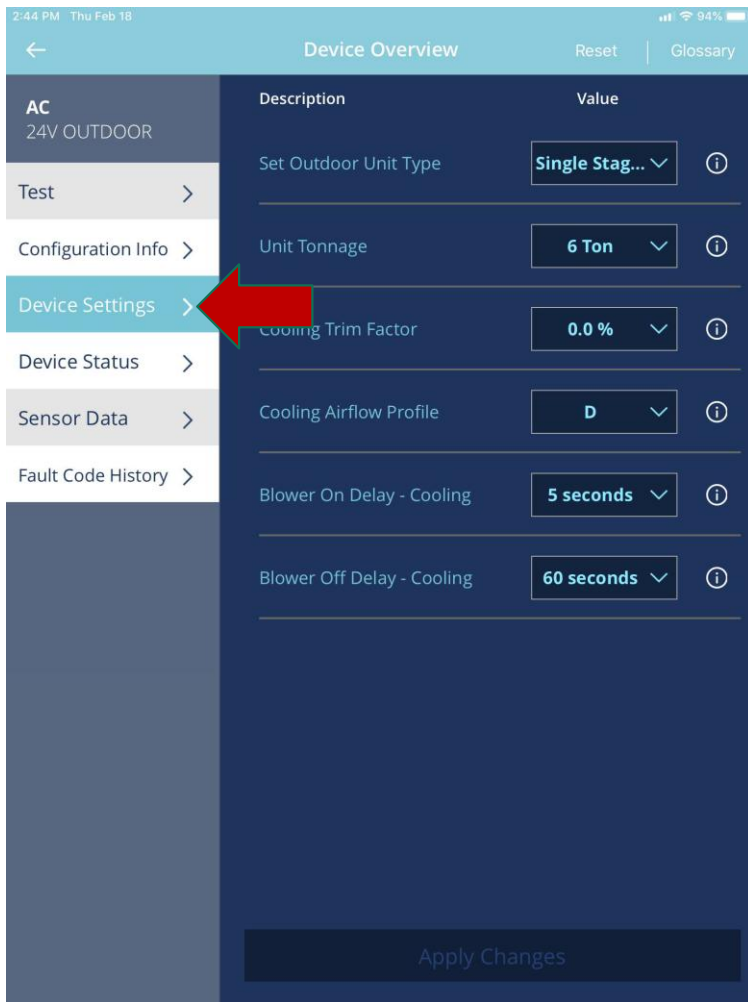 2:44 PM Thu Feb 18
94%
Device Overview
Reset
Glossary
AC
24V OUTDOOR
Test
Configuration Info
Device Settings
Device Status
Sensor Data
Fault Code History
Description Value
Set Outdoor Unit Type Single Stag...
Unit Tonnage 6 Ton
Cooling Trim Factor 0.0 %
Cooling Airflow Profile D
Blower On Delay - Cooling 5 seconds
Blower Off Delay - Cooling 60 seconds
Apply Changes